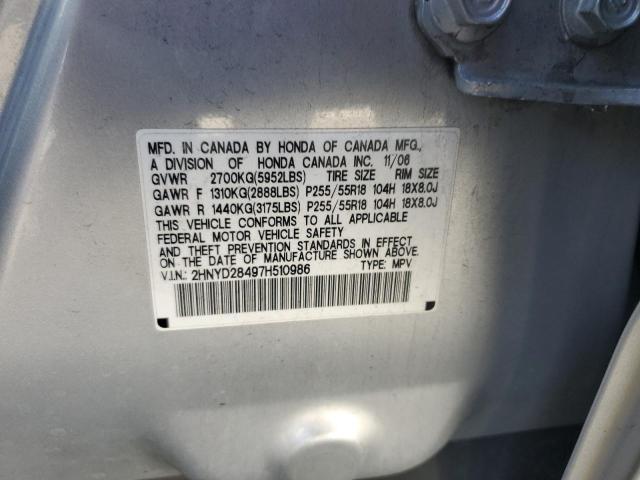 MFD. IN CANADA BY HONDA OF CANADA MFG.,
A DIVISION OF HONDA CANADA INC. 11/06
GVWR 2700KG(5952LBS) TIRE SIZE RIM SIZE
GAWR F 1310KG(2888LBS) P255/55R18 104H 18X8.0J
GAWR R 1440KG(3175LBS) P255/55R18 104H 18X8.0J
THIS VEHICLE CONFORMS TO ALL APPLICABLE
FEDERAL MOTOR VEHICLE SAFETY
AND THEFT PREVENTION STANDARDS IN EFFECT
ON THE DATE OF MANUFACTURE SHOWN ABOVE.
V.I.N.: 2HNYD28497H510986 TYPE: MPV